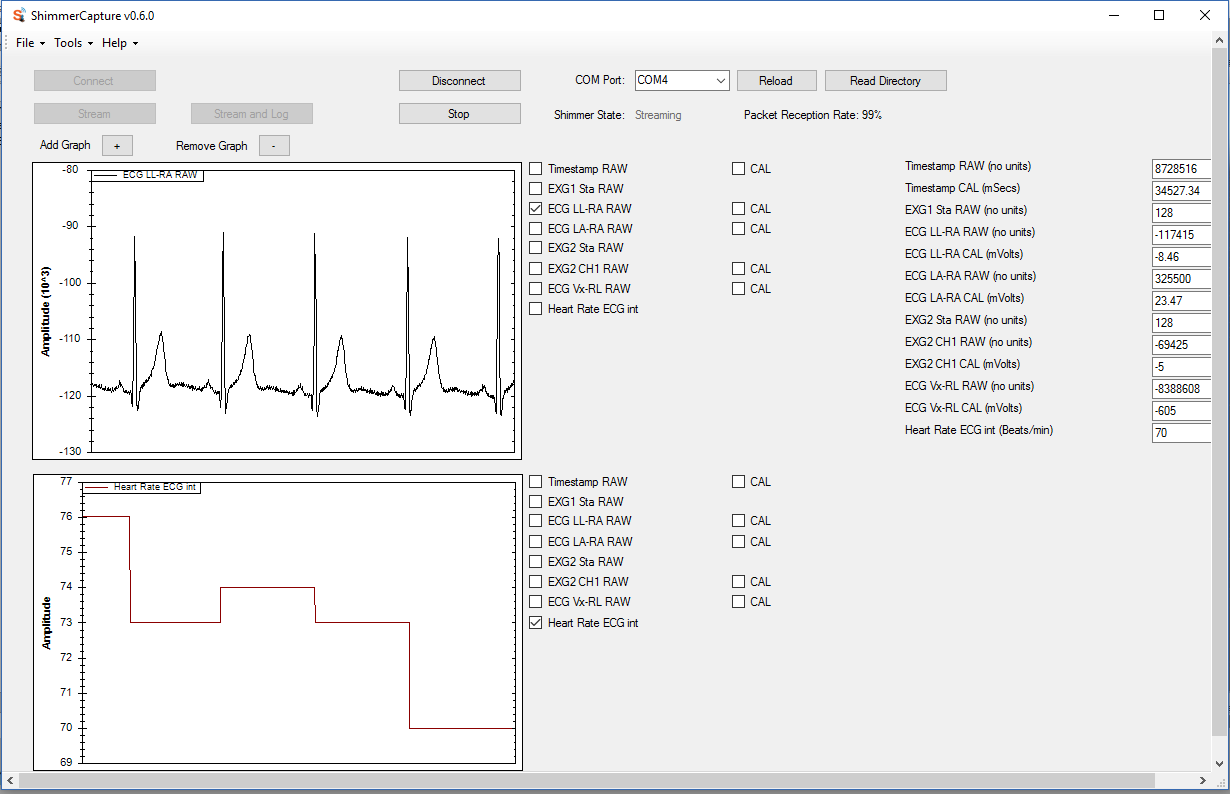 ShimmerCapture v0.6.0
File Tools Help
Connect Disconnect COM Port: COM4 Reload Read Directory
Stream Stream and Log Stop Shimmer State: Streaming Packet Reception Rate: 99%
Add Graph + Remove Graph -
ECG LL-RA RAW
-80
-90
-100
-110
-120
-130
Amplitude (10^3)
Timestamp RAW CAL
EXG1 Sta RAW
ECG LL-RA RAW CAL
ECG LA-RA RAW CAL
EXG2 Sta RAW
EXG2 CH1 RAW CAL
ECG Vx-RL RAW CAL
Heart Rate ECG int
Timestamp RAW (no units) 8728516
Timestamp CAL (mSecs) 34527.34
EXG1 Sta RAW (no units) 128
ECG LL-RA RAW (no units) -117415
ECG LL-RA CAL (mVolts) -8.46
ECG LA-RA RAW (no units) 325500
ECG LA-RA CAL (mVolts) 23.47
EXG2 Sta RAW (no units) 128
EXG2 CH1 RAW (no units) -69425
EXG2 CH1 CAL (mVolts) -5
ECG Vx-RL RAW (no units) -8388608
ECG Vx-RL CAL (mVolts) -605
Heart Rate ECG int (Beats/min) 70
Heart Rate ECG int
77
76
75
74
73
72
71
70
69
Amplitude
Timestamp RAW CAL
EXG1 Sta RAW
ECG LL-RA RAW CAL
ECG LA-RA RAW CAL
EXG2 Sta RAW
EXG2 CH1 RAW CAL
ECG Vx-RL RAW CAL
Heart Rate ECG int